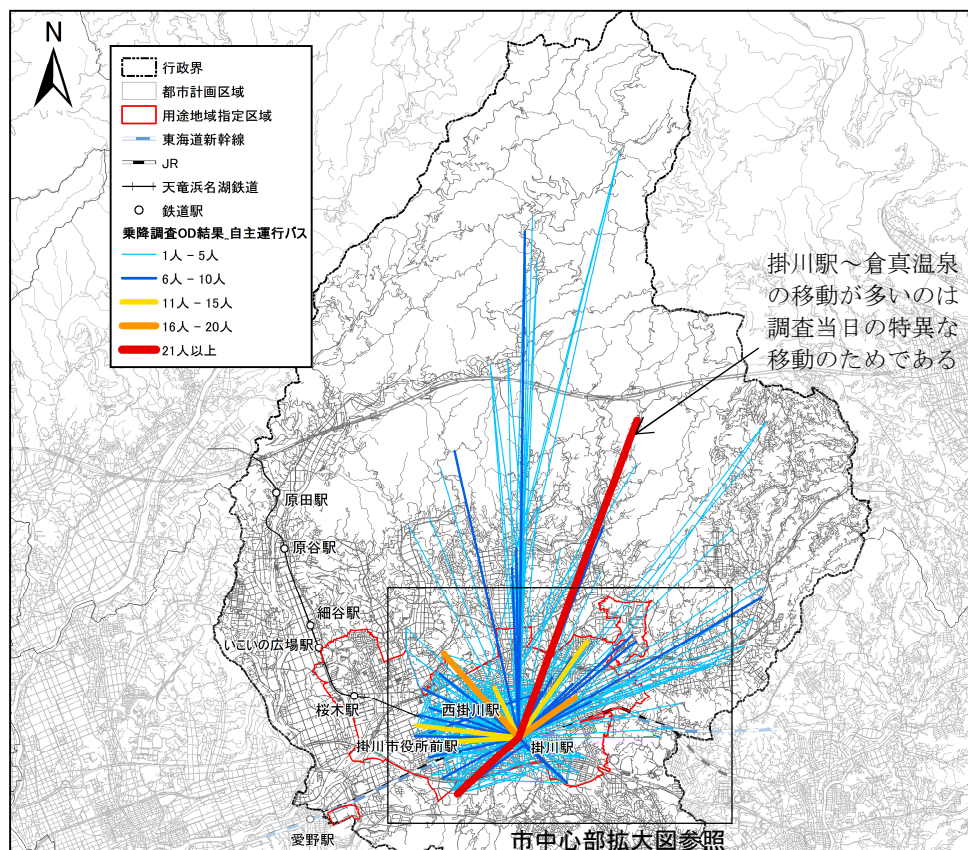 N
行政界
都市計画区域
用途地域指定区域
東海道新幹線
JR
天竜浜名湖鉄道
鉄道駅
乗降調査OD結果_自主運行バス
1人 - 5人
6人 - 10人
11人 - 15人
16人 - 20人
21人以上
掛川駅～倉真温泉
の移動が多いのは
調査当日の特異な
移動のためである
原田駅
原谷駅
細谷駅
いこいの広場駅
桜木駅
西掛川駅
掛川市役所前駅
掛川駅
愛野駅
市中心部拡大図参照